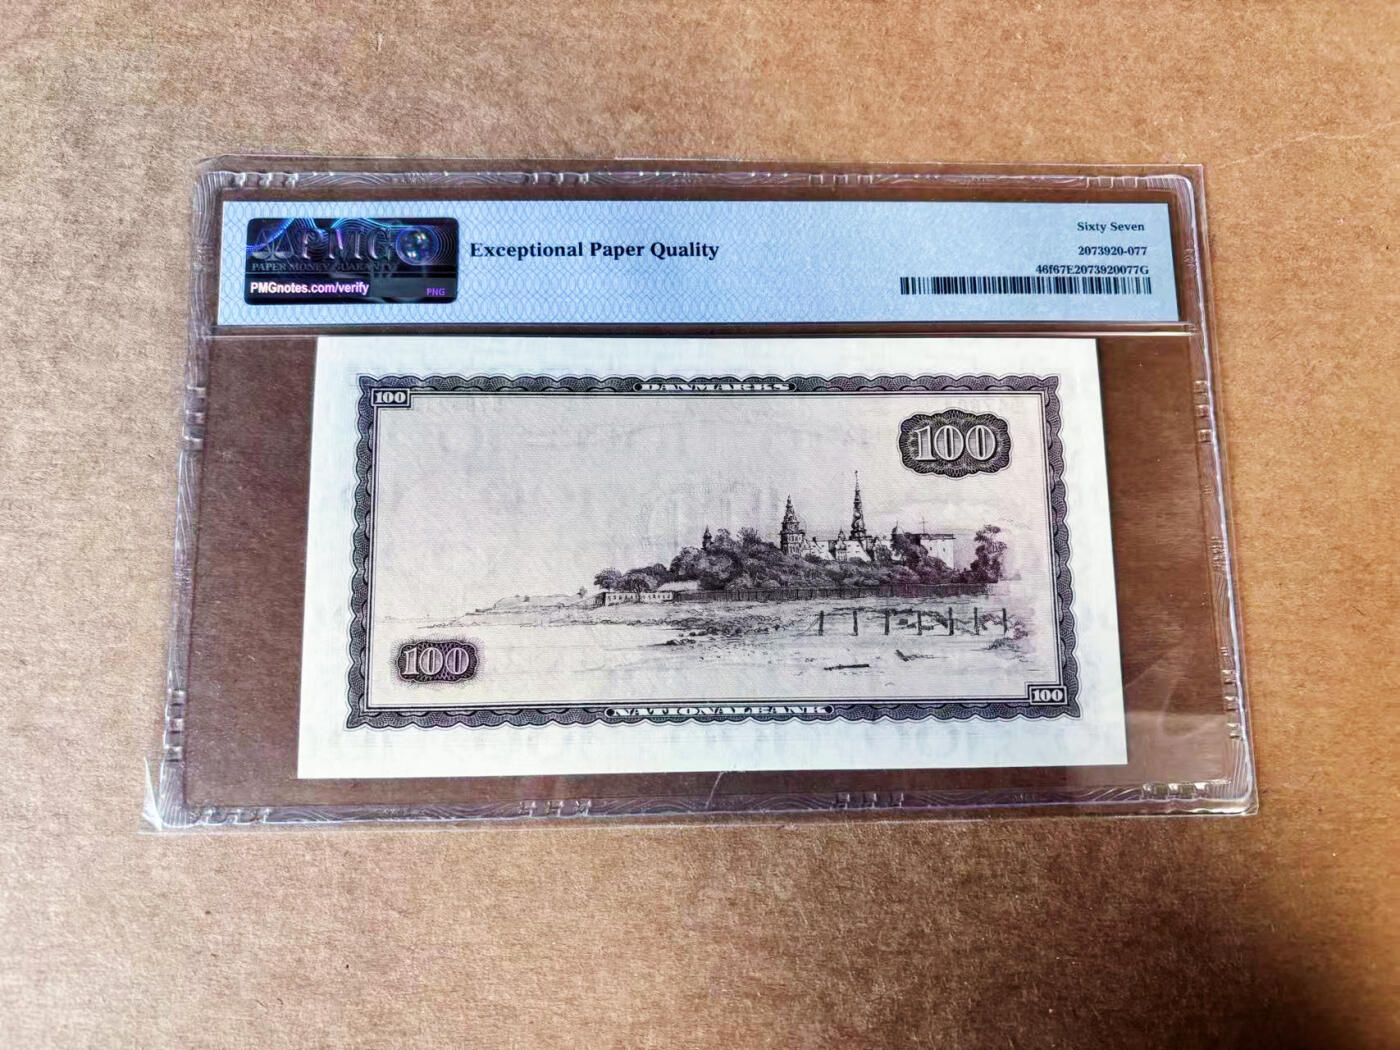 PMG
PAPER MONEY GUARANTY
PMGnotes.com/verify
PNG
Exceptional Paper Quality
Sixty Seven
2073920-077
46f67E2073920077G
DANMARKS
100
100
100
100
NATIONALBANK